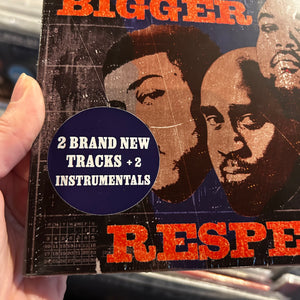 BIGGER
2 BRAND NEW
TRACKS + 2
INSTRUMENTALS
RESPE